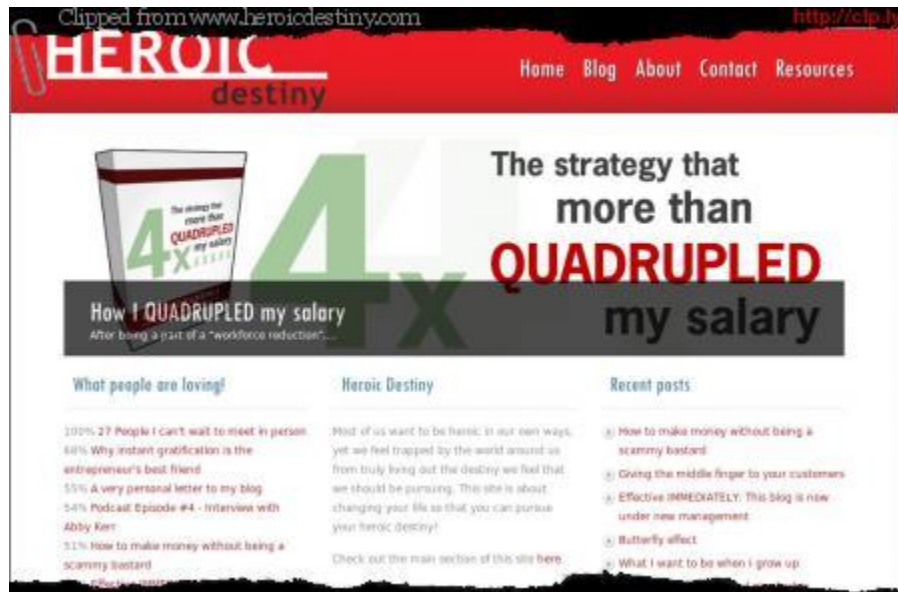 Clipped from www.heroicdestiny.com
http://clp.ly
HEROIC
destiny
Home Blog About Contact Resources
The strategy that
more than
QUADRUPLED
my salary
4x
The strategy that
more than
QUADRUPLED
my salary
4x
How I QUADRUPLED my salary
After being a part of a "workforce reduction"....
What people are loving!
100% 27 People I can't wait to meet in person
68% Why instant gratification is the
entrepreneur's best friend
55% A very personal letter to my blog
54% Podcast Episode #4 - Interview with
Abby Kerr
51% How to make money without being a
scammy bastard
Heroic Destiny
Most of us want to be heroic in our own ways,
yet we feel trapped by the world around us
from truly living out the destiny we feel that
we should be pursuing. This site is about
changing your life so that you can pursue
your heroic destiny!
Check out the main section of this site here.
Recent posts
How to make money without being a
scammy bastard
Giving the middle finger to your customers
Effective IMMEDIATELY: This blog is now
under new management
Butterfly effect
What I want to be when I grow up